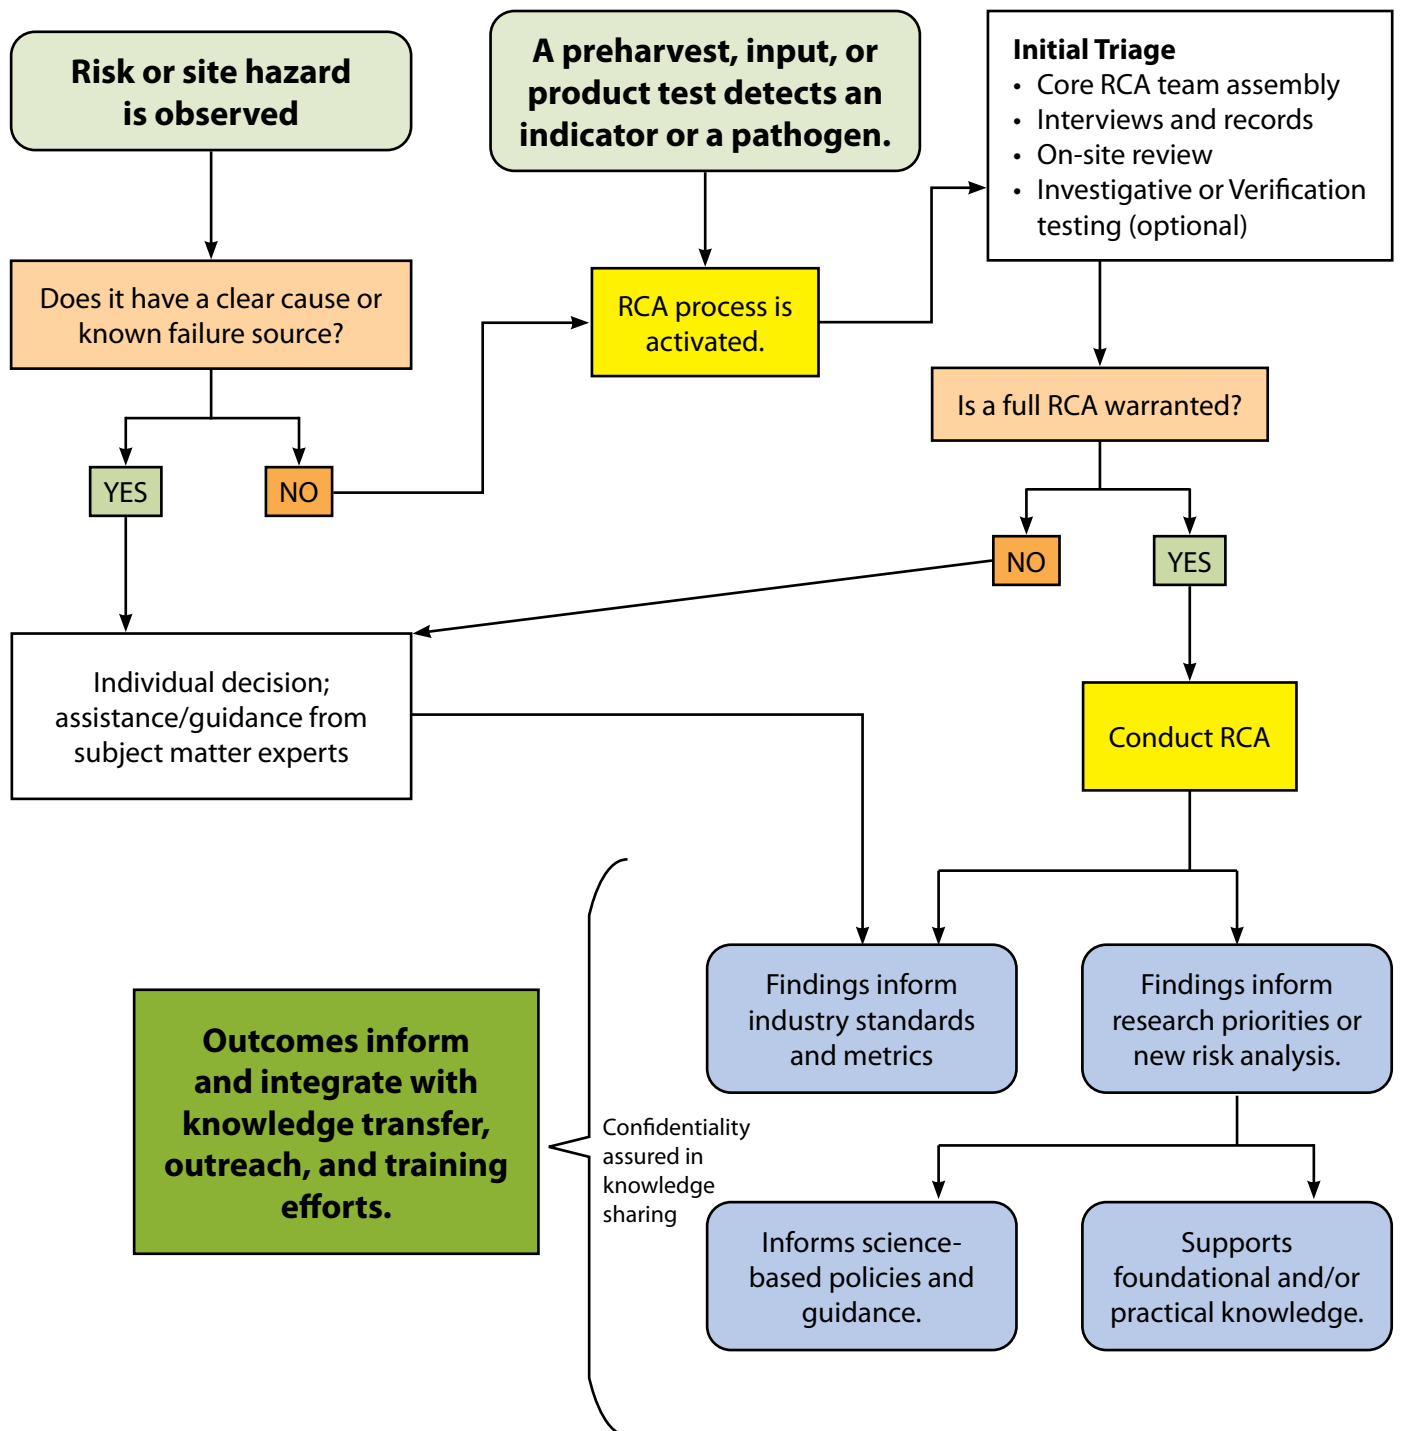 Risk or site hazard
is observed
A preharvest, input, or
product test detects an
indicator or a pathogen.
Initial Triage
• Core RCA team assembly
• Interviews and records
• On-site review
• Investigative or Verification
testing (optional)
Does it have a clear cause or
known failure source?
RCA process is
activated.
Is a full RCA warranted?
YES
NO
NO
YES
Individual decision;
assistance/guidance from
subject matter experts
Conduct RCA
Findings inform
industry standards
and metrics
Findings inform
research priorities or
new risk analysis.
Outcomes inform
and integrate with
knowledge transfer,
outreach, and training
efforts.
Confidentiality
assured in
knowledge
sharing
Informs science-
based policies and
guidance.
Supports
foundational and/or
practical knowledge.